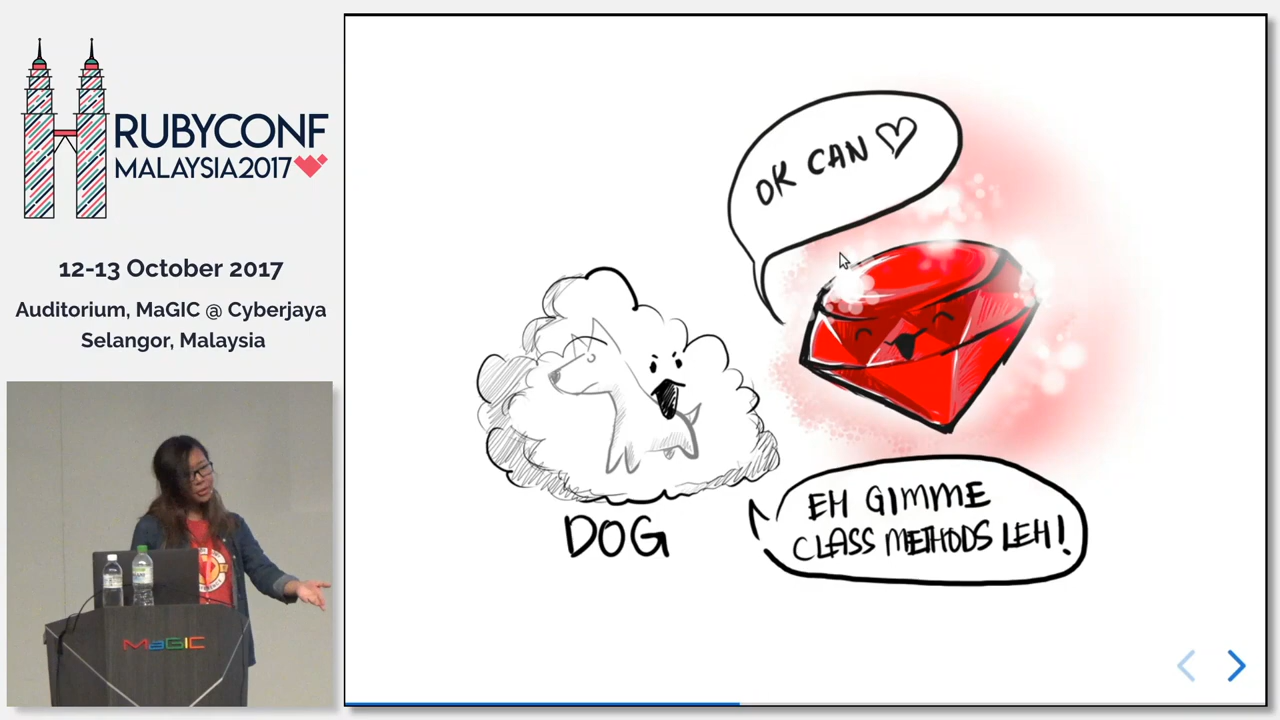 RUBYCONF
MALAYSIA2017
12-13 October 2017
Auditorium, MaGIC @ Cyberjaya
Selangor, Malaysia
MaGIC
OK CAN
DOG
EH GIMME
CLASS METHODS LEH!